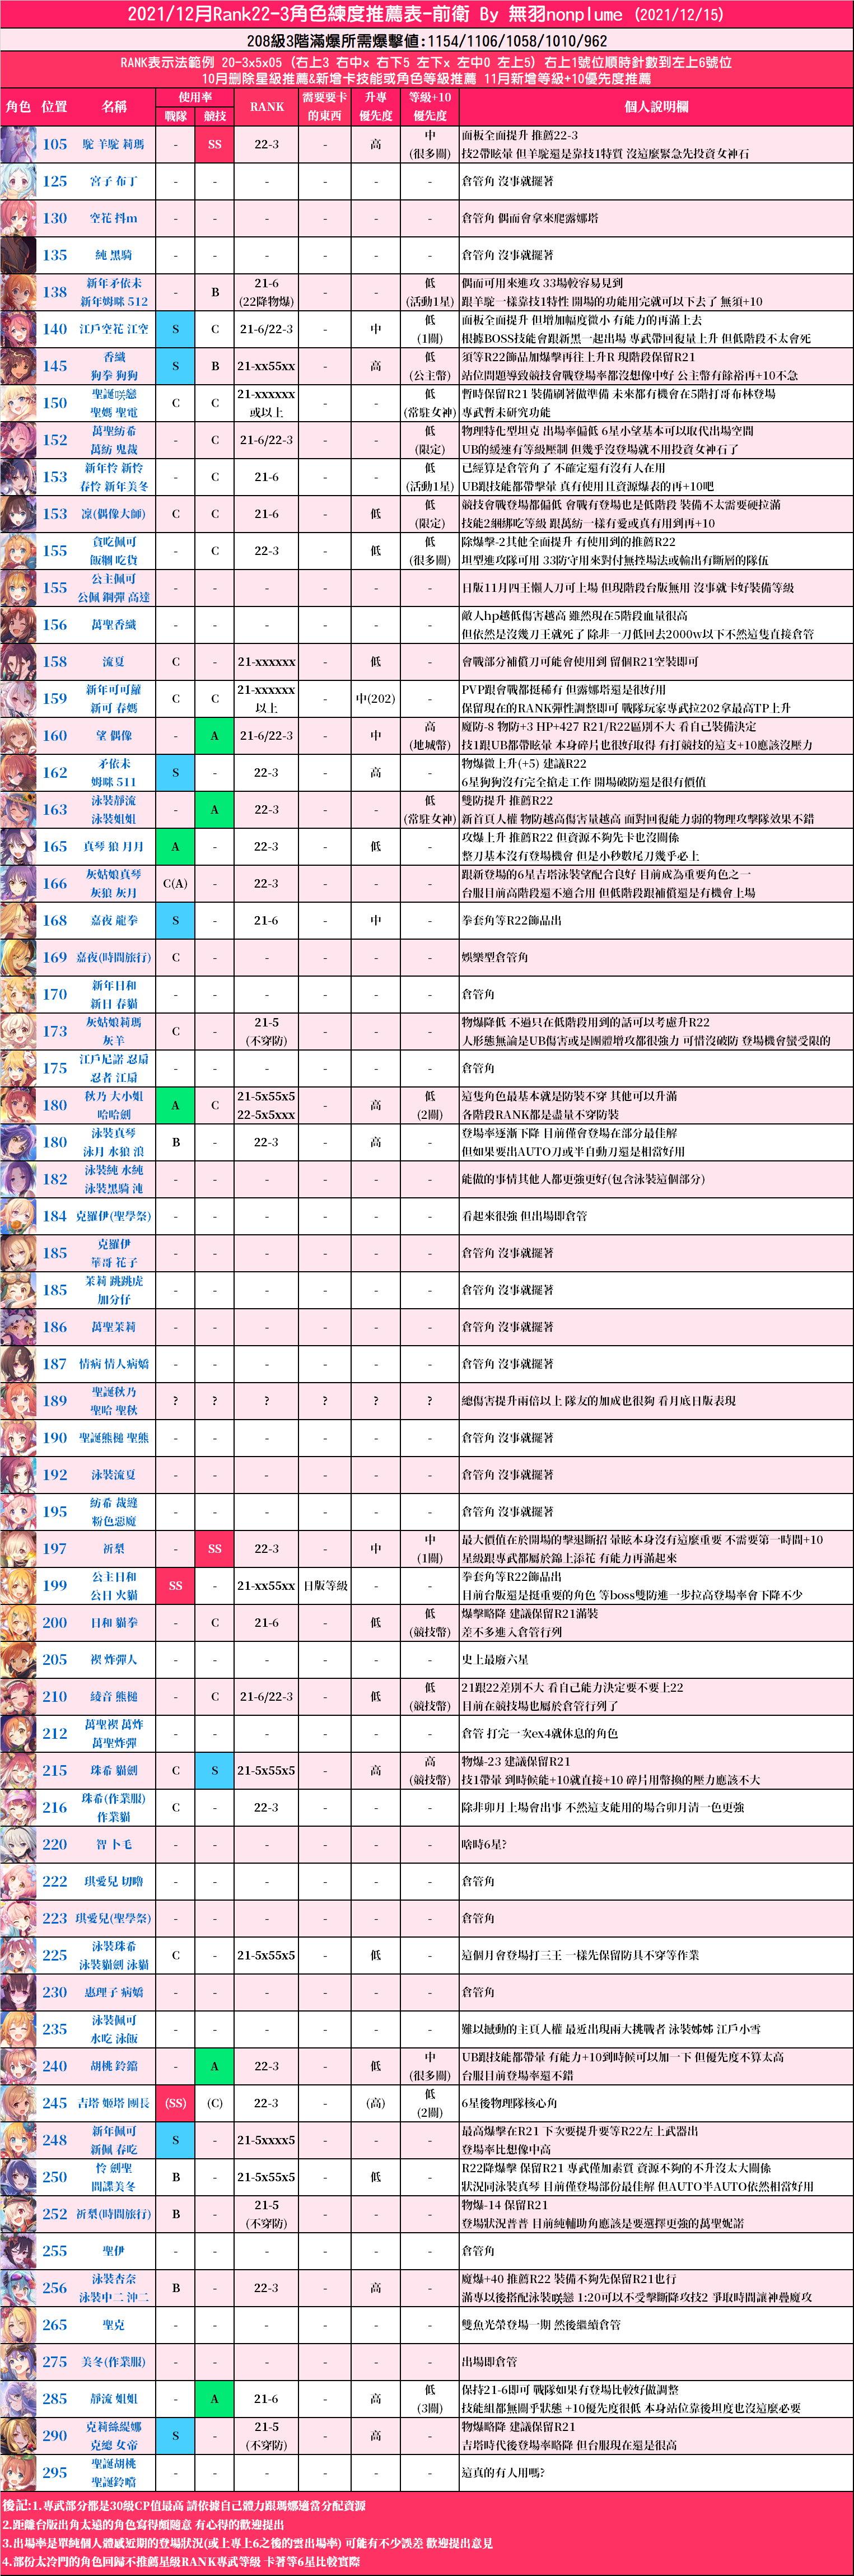 2021/12月Rank22-3角色練度推薦表-前衛 By 無羽nonplume (2021/12/15)
208級3階滿爆所需爆擊值:1154/1106/1058/1010/962
RANK表示法範例 20-3x5x05 (右上3 右中x 右下5 左下x 左中0 左上5) 右上1號位順時針數到左上6號位
10月刪除星級推薦&新增卡技能或角色等級推薦 11月新增等級+10優先度推薦
角色 位置 名稱 使用率 戰隊 競技 RANK 需要要卡的東西 升專優先度 等級+10優先度 個人說明欄
105 駝 羊駝 莉瑪 - SS 22-3 - 高 中(很多關) 面板全面提升 推薦22-3
技2帶眩暈 但羊駝還是靠技1特質 沒這麼緊急先投資女神石
125 宮子 布丁 - - - - - - 倉管角 沒事就擺著
130 空花 抖m - - - - - - 倉管角 偶而會拿來爬露娜塔
135 純 黑騎 - - - - - - 倉管角 沒事就擺著
138 新年矛依未 新年姆咪 512 - B 21-6 (22降物爆) - - 低(活動1星) 偶而可用來進攻 33場較容易見到
跟羊駝一樣靠技1特性 開場的功能用完就可以下去了 無須+10
140 江戶空花 江空 S C 21-6/22-3 - 中 低(1關) 面板全面提升 但增加幅度微小 有能力的再滿上去
根據BOSS技能會跟新黑一起出場 專武帶回復量上升 但低階段不太會死
145 香織 狗拳 狗狗 S B 21-xx55xx - 高 低(公主幣) 須等R22飾品加爆擊再往上升R 現階段保留R21
站位問題導致競技會戰登場率都沒想像中好 公主幣有餘裕再+10不急
150 聖誕咲戀 聖媽 聖電 C C 21-xxxxxx 或以上 - - 低(常駐女神) 暫時保留R21 裝備刷著做準備 未來都有機會在5階打哥布林登場
專武暫未研究功能
152 萬聖紡希 萬紡 鬼裁 - C 21-6/22-3 - - 低(限定) 物理特化型坦克 出場率偏低 6星小望基本可以取代出場空間
UB的緩速有等級壓制 但幾乎沒登場就不用投資女神石了
153 新年怜 新怜 春怜 新年美冬 - C 21-6 - - 低(活動1星) 已經算是倉管角了 不確定還有沒有人在用
UB跟技能都帶擊暈 真有使用且資源爆表的再+10吧
153 凜(偶像大師) C C 21-6 - 低 低(限定) 競技會戰登場都偏低 會戰有登場也是低階段 裝備不太需要硬拉滿
技能2綑綁吃等級 跟萬紡一樣有愛或真有用到再+10
155 貪吃佩可 飯糰 吃貨 - C 22-3 - 低 低(很多關) 除爆擊-2其他全面提升 有使用到的推薦R22
坦型進攻隊可用 33防守用來對付無控場法或輸出有斷層的隊伍
155 公主佩可 公佩 鋼彈 高達 - - - - - - 日版11月四王懶人刀可上場 但現階段台版無用 沒事就卡好裝備等級
156 萬聖香織 - - - - - - 敵人hp越低傷害越高 雖然現在5階段血量很高
但依然是沒幾刀王就死了 除非一刀低回去2000w以下不然這隻直接倉管
158 流夏 C - 21-xxxxxx - 低 - 會戰部分補償刀可能會使用到 留個R21空裝即可
159 新年可可蘿 新可 春媽 C C 21-xxxxxx 以上 - 中(202) - PVP跟會戰都挺稀有 但露娜塔還是很好用
保留現在的RANK彈性調整即可 戰隊玩家專武拉202拿最高TP上升
160 望 偶像 - A 21-6/22-3 - 中 高(地城幣) 魔防-8 物防+3 HP+427 R21/R22區別不大 看自己裝備決定
技1跟UB都帶眩暈 本身碎片也很好取得 有打競技的這支+10應該沒壓力
162 矛依未 姆咪 511 S - 22-3 - 高 - 物爆微上升(+5) 建議R22
6星狗狗沒有完全搶走工作 開場破防還是很有價值
163 泳裝靜流 泳裝姐姐 - A 22-3 - - 低(常駐女神) 雙防提升 推薦R22
新首頁人權 物防越高傷害量越高 面對回復能力弱的物理攻擊隊效果不錯
165 真琴 狼 月月 A - 22-3 - 低 - 攻爆上升 推薦R22 但資源不夠先卡也沒關係
整刀基本沒有登場機會 但是小秒數尾刀幾乎必上
166 灰姑娘真琴 灰狼 灰月 C(A) - 22-3 - - - 跟新登場的6星吉塔泳裝望配合良好 目前成為重要角色之一
台服目前高階段還不適合用 但低階段跟補償還是有機會上場
168 嘉夜 龍拳 S - 21-6 - 中 - 拳套角等R22飾品出
169 嘉夜(時間旅行) C - - - - - 娛樂型倉管角
170 新年日和 新日 春貓 - - - - - - 倉管角
173 灰姑娘莉瑪 灰羊 C - 21-5 (不穿防) - - - 物爆降低 不過只在低階段用到的話可以考慮升R22
人形態無論是UB傷害或是團體增攻都很強力 可惜沒破防 登場機會蠻受限的
175 江戶尼諾 忍扇 忍者 江扇 - - - - - - 倉管角
180 秋乃 大小姐 哈哈劍 A C 21-5x55x5 22-5x5xxx - 高 低(2關) 這隻角色最基本就是防裝不穿 其他可以升滿
各階段RANK都是盡量不穿防裝
180 泳裝真琴 泳月 水狼 浪 B - 22-3 - 高 - 登場率逐漸下降 目前僅會登場在部分最佳解
但如果要出AUTO刀或半自動刀還是相當好用
182 泳裝純 水純 泳裝黑騎 沌 - - - - - - 能做的事情其他人都更強更好(包含泳裝這個部分)
184 克羅伊(聖學祭) - - - - - - 看起來很強 但出場即倉管
185 克羅伊 華哥 花子 - - - - - - 倉管角 沒事就擺著
185 茉莉 跳跳虎 加分仔 - - - - - - 倉管角 沒事就擺著
186 萬聖茉莉 - - - - - - 倉管角 沒事就擺著
187 情病 情人病嬌 - - - - - - 倉管角 沒事就擺著
189 聖誕秋乃 聖哈 聖秋 ? ? ? ? ? ? 總傷害提升兩倍以上 隊友的加成也很夠 看月底日版表現
190 聖誕熊槌 聖熊 - - - - - - 倉管角 沒事就擺著
192 泳裝流夏 - - - - - - 倉管角 沒事就擺著
195 紡希 裁縫 粉色惡魔 - - - - - - 倉管角 沒事就擺著
197 祈梨 - SS 22-3 - 中 中(1關) 最大價值在於開場的擊退斷招 暈眩本身沒有這麼重要 不需要第一時間+10
星級跟專武都屬於錦上添花 有能力再滿起來
199 公主日和 公日 火貓 SS - 21-xx55xx 日版等級 - - 拳套角等R22飾品出
目前台版還是挺重要的角色 等boss雙防進一步拉高登場率會下降不少
200 日和 貓拳 - C 21-6 - 低 低(競技幣) 爆擊略降 建議保留R21滿裝
差不多進入倉管行列
205 禊 炸彈人 - - - - - - 史上最廢六星
210 綾音 熊槌 - C 21-6/22-3 - 低 低(競技幣) 21跟22差別不大 看自己能力決定要不要上22
目前在競技場也屬於倉管行列了
212 萬聖禊 萬炸 萬聖炸彈 - - - - - - 倉管 打完一次ex4就休息的角色
215 珠希 貓劍 C S 21-5x55x5 - 高 高(競技幣) 物爆-23 建議保留R21
技1帶暈 到時候能+10就直接+10 碎片用幣換的壓力應該不大
216 珠希(作業服) 作業貓 C - 22-3 - - - 除非卯月上場會出事 不然這支能用的場合卯月清一色更強
220 智 卜毛 - - - - - - 啥時6星?
222 琪愛兒 切嚕 - - - - - - 倉管角
223 琪愛兒(聖學祭) - - - - - - 倉管角
225 泳裝珠希 泳裝貓劍 泳貓 C - 21-5x55x5 - 低 - 這個月會登場打三王 一樣先保留防具不穿等作業
230 惠理子 病嬌 - - - - - - 倉管角
235 泳裝佩可 水吃 泳飯 - - - - - - 難以撼動的主頁人權 最近出現兩大挑戰者 泳裝姊姊 江戶小雪
240 胡桃 鈴鐺 - A 22-3 - 低 中(很多關) UB跟技能都帶暈 有能力+10到時候可以加一下 但優先度不算太高
台服目前登場率還不錯
245 吉塔 姬塔 團長 (SS) (C) 22-3 - (高) 低(2關) 6星後物理隊核心角
248 新年佩可 新佩 春吃 S - 21-5xxxx5 - - - 最高爆擊在R21 下次要提升要等R22左上武器出
登場率比想像中高
250 怜 劍聖 間諜美冬 B - 21-5x55x5 - 低 - R22降爆擊 保留R21 專武僅加素質 資源不夠的不升沒太大關係
狀況同泳裝真琴 目前僅登場部份最佳解 但AUTO半AUTO依然相當好用
252 祈梨(時間旅行) B - 21-5 (不穿防) - - - 物爆-14 保留R21
登場狀況普普 目前純輔助角應該是要選擇更強的萬聖妮諾
255 聖伊 - - - - - - 倉管角
256 泳裝杏奈 泳裝中二 沖二 B - 22-3 - 高 - 魔爆+40 推薦R22 裝備不夠先保留R21也行
滿專以後搭配泳裝咲戀 1:20可以不受擊斷降攻技2 爭取時間讓神疊魔攻
265 聖克 - - - - - - 雙魚光榮登場一期 然後繼續倉管
275 美冬(作業服) - - - - - - 出場即倉管
285 靜流 姐姐 - A 21-6 - 高 低(3關) 保持21-6即可 戰隊如果有登場比較好做調整
技能組都無關乎狀態 +10優先度很低 本身站位靠後坦度也沒這麼必要
290 克莉絲緹娜 克總 女帝 S - 21-5 (不穿防) - 高 - 物爆略降 建議保留R21
吉塔時代後登場率略降 但台服現在還是很高
295 聖誕胡桃 聖誕鈴噹 - - - - - - 這真的有人用嗎?
後記:1.專武部分都是30級CP值最高 請依據自己體力跟瑪娜適當分配資源
2.距離台版出角太遠的角色寫得頗隨意 有心得的歡迎提出
3.出場率是單純個人體感近期的登場狀況(或上專上6之後的雲出場率) 可能有不少誤差 歡迎提出意見
4.部份太冷門的角色回歸不推薦星級RANK專武等級 卡著等6星比較實際